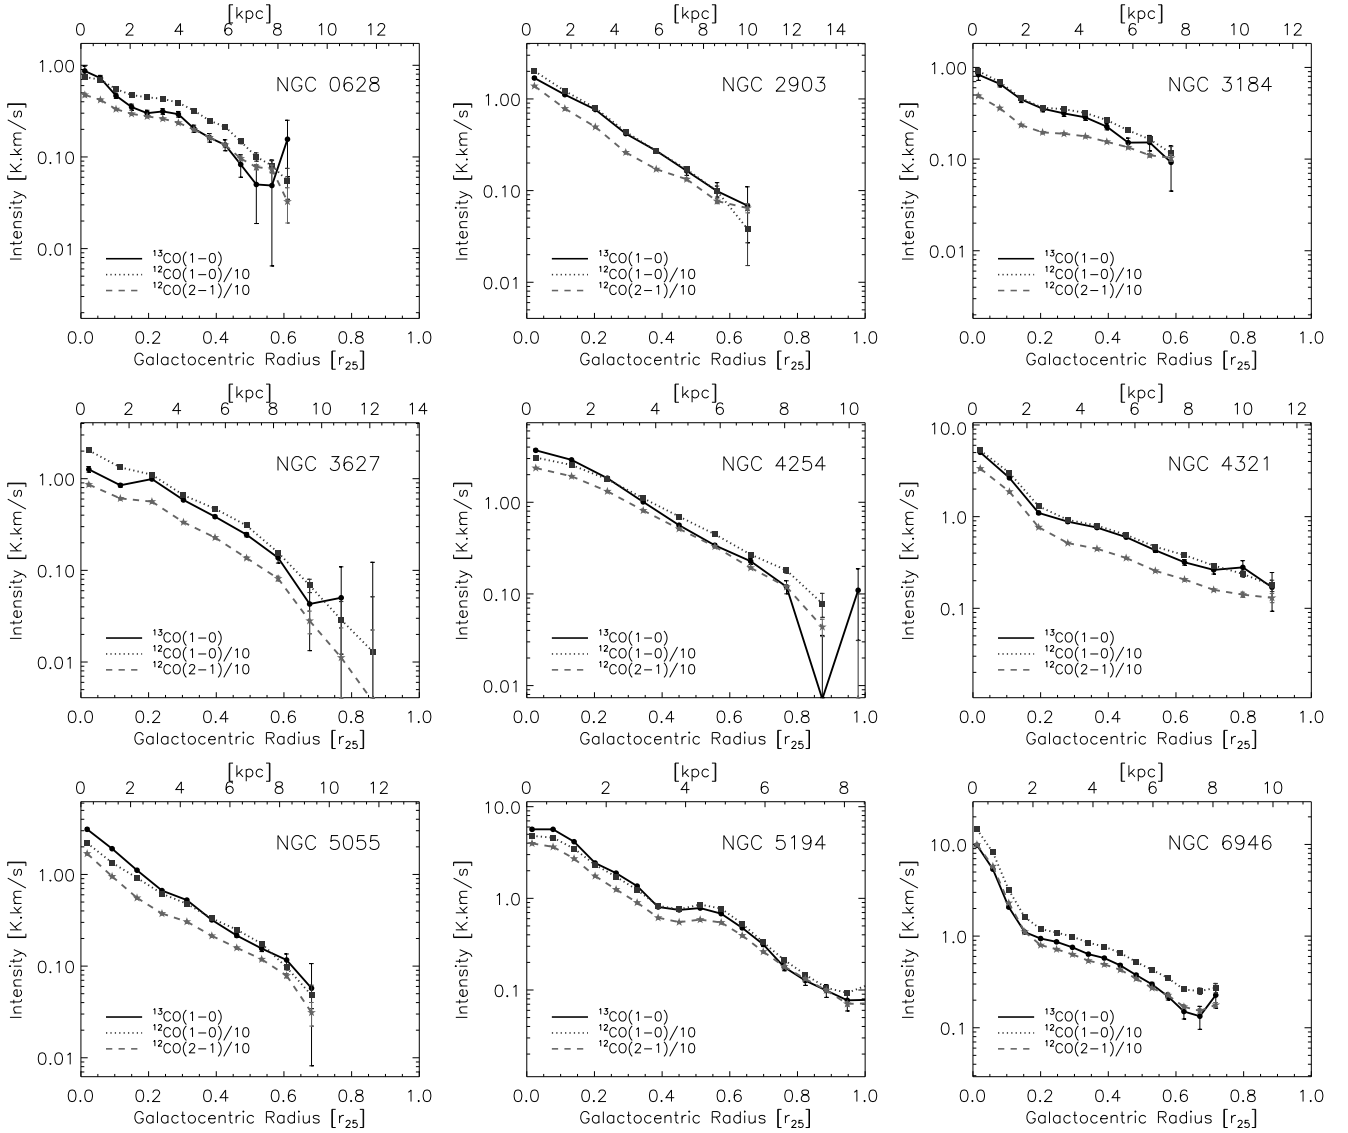 [kpc] [kpc] [kpc]
0 2 4 6 8 10 12 0 2 4 6 8 10 12 14 0 2 4 6 8 10 12
NGC 0628 NGC 2903 NGC 3184
Intensity [K.km/s] Intensity [K.km/s] Intensity [K.km/s]
1.00 1.00 1.00
0.10 0.10 0.10
0.01 0.01 0.01
¹³CO(1−0) ¹³CO(1−0) ¹³CO(1−0)
¹²CO(1−0)/10 ¹²CO(1−0)/10 ¹²CO(1−0)/10
¹²CO(2−1)/10 ¹²CO(2−1)/10 ¹²CO(2−1)/10
0.0 0.2 0.4 0.6 0.8 1.0 0.0 0.2 0.4 0.6 0.8 1.0 0.0 0.2 0.4 0.6 0.8 1.0
Galactocentric Radius [r₂₅] Galactocentric Radius [r₂₅] Galactocentric Radius [r₂₅]
[kpc] [kpc] [kpc]
0 2 4 6 8 10 12 14 0 2 4 6 8 10 0 2 4 6 8 10 12
NGC 3627 NGC 4254 NGC 4321
Intensity [K.km/s] Intensity [K.km/s] Intensity [K.km/s]
1.00 1.00 10.0
0.10 0.10 1.0
0.01 0.01 0.1
¹³CO(1−0) ¹³CO(1−0) ¹³CO(1−0)
¹²CO(1−0)/10 ¹²CO(1−0)/10 ¹²CO(1−0)/10
¹²CO(2−1)/10 ¹²CO(2−1)/10 ¹²CO(2−1)/10
0.0 0.2 0.4 0.6 0.8 1.0 0.0 0.2 0.4 0.6 0.8 1.0 0.0 0.2 0.4 0.6 0.8 1.0
Galactocentric Radius [r₂₅] Galactocentric Radius [r₂₅] Galactocentric Radius [r₂₅]
[kpc] [kpc] [kpc]
0 2 4 6 8 10 12 0 2 4 6 8 0 2 4 6 8 10
NGC 5055 NGC 5194 NGC 6946
Intensity [K.km/s] Intensity [K.km/s] Intensity [K.km/s]
1.00 10.0 10.0
0.10 1.0 1.0
0.01 0.1 0.1
¹³CO(1−0) ¹³CO(1−0) ¹³CO(1−0)
¹²CO(1−0)/10 ¹²CO(1−0)/10 ¹²CO(1−0)/10
¹²CO(2−1)/10 ¹²CO(2−1)/10 ¹²CO(2−1)/10
0.0 0.2 0.4 0.6 0.8 1.0 0.0 0.2 0.4 0.6 0.8 1.0 0.0 0.2 0.4 0.6 0.8 1.0
Galactocentric Radius [r₂₅] Galactocentric Radius [r₂₅] Galactocentric Radius [r₂₅]